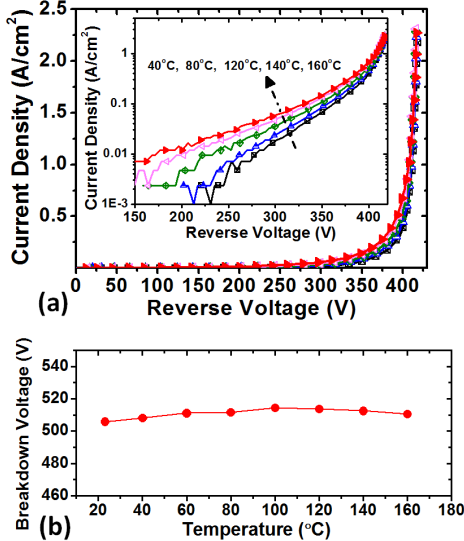 2.5
2.0
1.5
1.0
0.5
Current Density (A/cm²)
1
0.1
0.01
1E-3
Current Density (A/cm²)
40°C, 80°C, 120°C, 140°C, 160°C
150 200 250 300 350 400
Reverse Voltage (V)
0 50 100 150 200 250 300 350 400
(a) Reverse Voltage (V)
540
520
500
480
460
Breakdown Voltage (V)
20 40 60 80 100 120 140 160 180
(b) Temperature (°C)